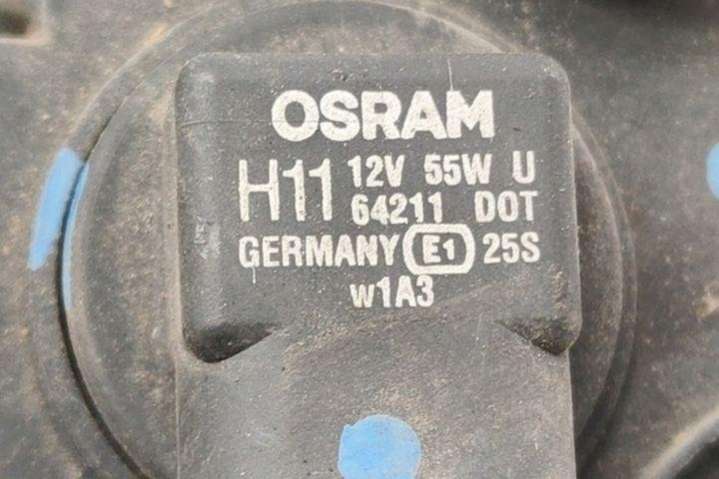 OSRAM
H11 12V 55W U
64211 DOT
GERMANY E1 25S
w1A3